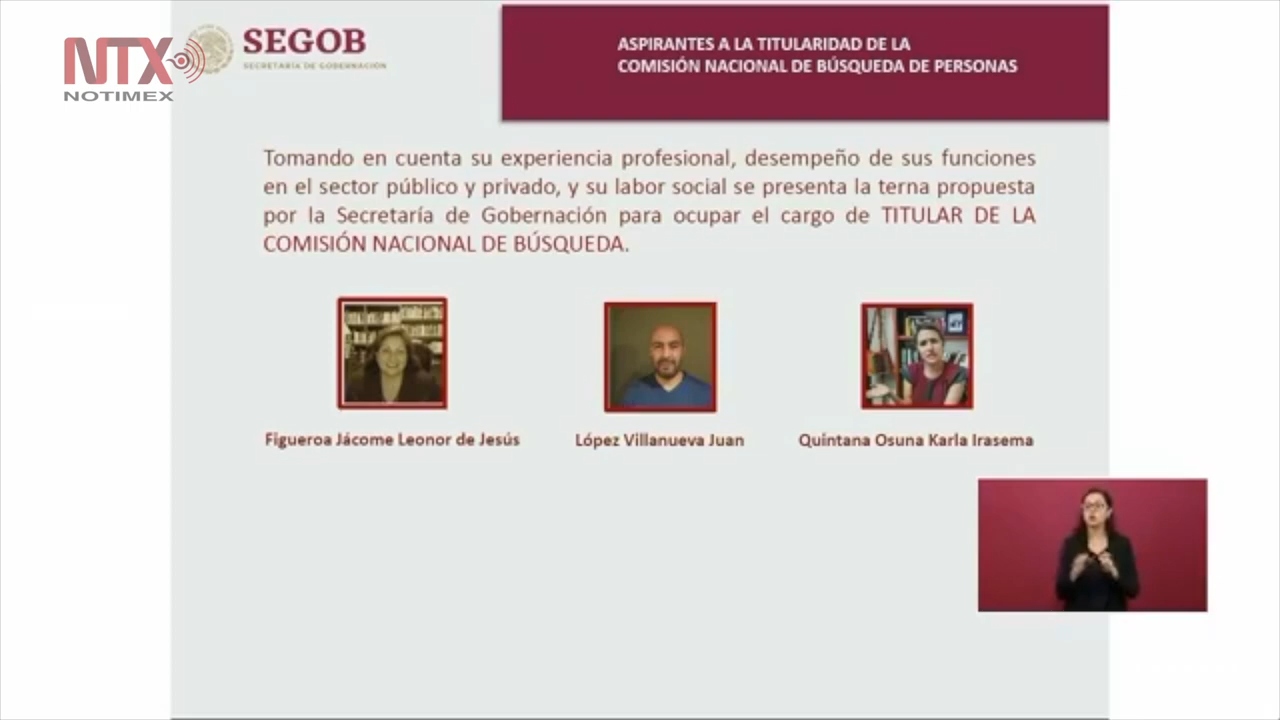 NTX
NOTIMEX
SEGOB
SECRETARÍA DE GOBERNACIÓN
ASPIRANTES A LA TITULARIDAD DE LA
COMISIÓN NACIONAL DE BÚSQUEDA DE PERSONAS
Tomando en cuenta su experiencia profesional, desempeño de sus funciones
en el sector público y privado, y su labor social se presenta la terna propuesta
por la Secretaría de Gobernación para ocupar el cargo de TITULAR DE LA
COMISIÓN NACIONAL DE BÚSQUEDA.
Figueroa Jácome Leonor de Jesús
López Villanueva Juan
Quintana Osuna Karla Irasema